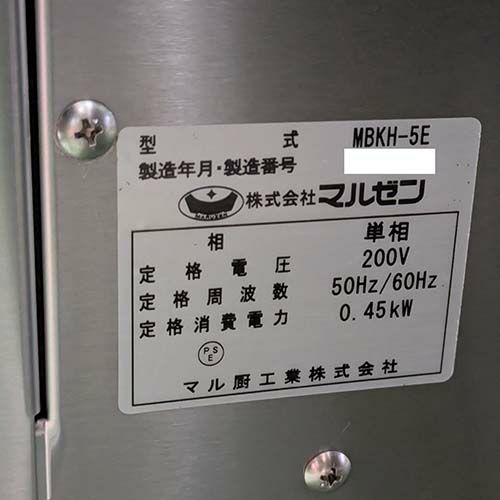 型式 MBKH-5E
製造年月・製造番号
MARUZEN 株式会社マルゼン
相 単相
定格電圧 200V
定格周波数 50Hz/60Hz
定格消費電力 0.45kW
PSE
マル厨工業株式会社